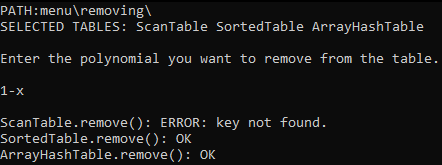 PATH:menu\removing\
SELECTED TABLES: ScanTable SortedTable ArrayHashTable
Enter the polynomial you want to remove from the table.
1-x
ScanTable.remove(): ERROR: key not found.
SortedTable.remove(): OK
ArrayHashTable.remove(): OK